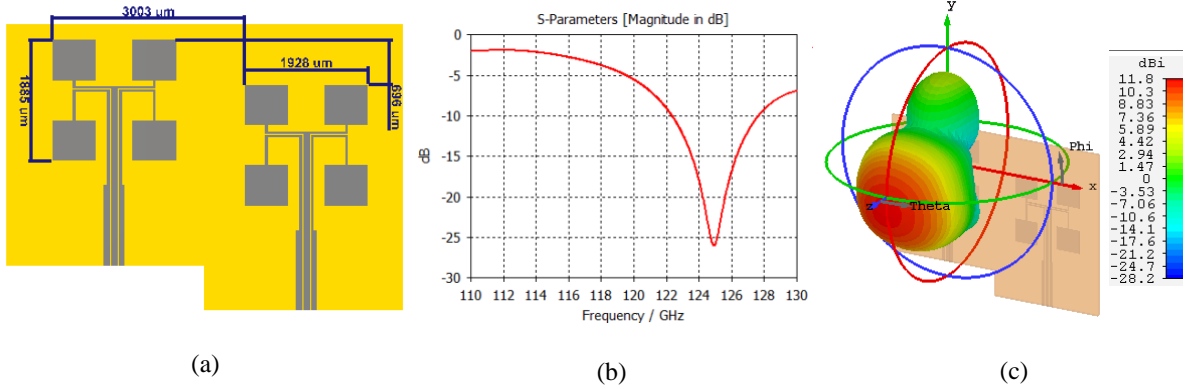 3003 um
1885 um
1928 um
696 um
(a)
S-Parameters [Magnitude in dB]
0
-5
-10
-15
-20
-25
-30
dB
110 112 114 116 118 120 122 124 126 128 130
Frequency / GHz
(b)
y
Phi
x
z
Theta
dBi
11.8
10.3
8.83
7.36
5.89
4.42
2.94
1.47
0
-3.53
-7.06
-10.6
-14.1
-17.6
-21.2
-24.7
-28.2
(c)